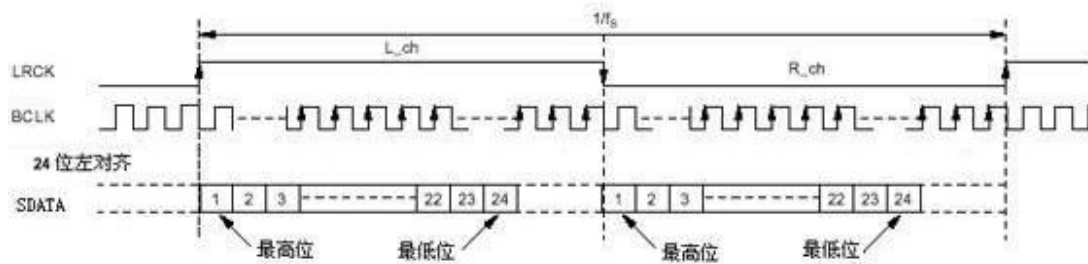 1/fs
L_ch
R_ch
LRCK
BCLK
24 位左对齐
SDATA
1 2 3 22 23 24 1 2 3 22 23 24
最高位 最低位 最高位 最低位